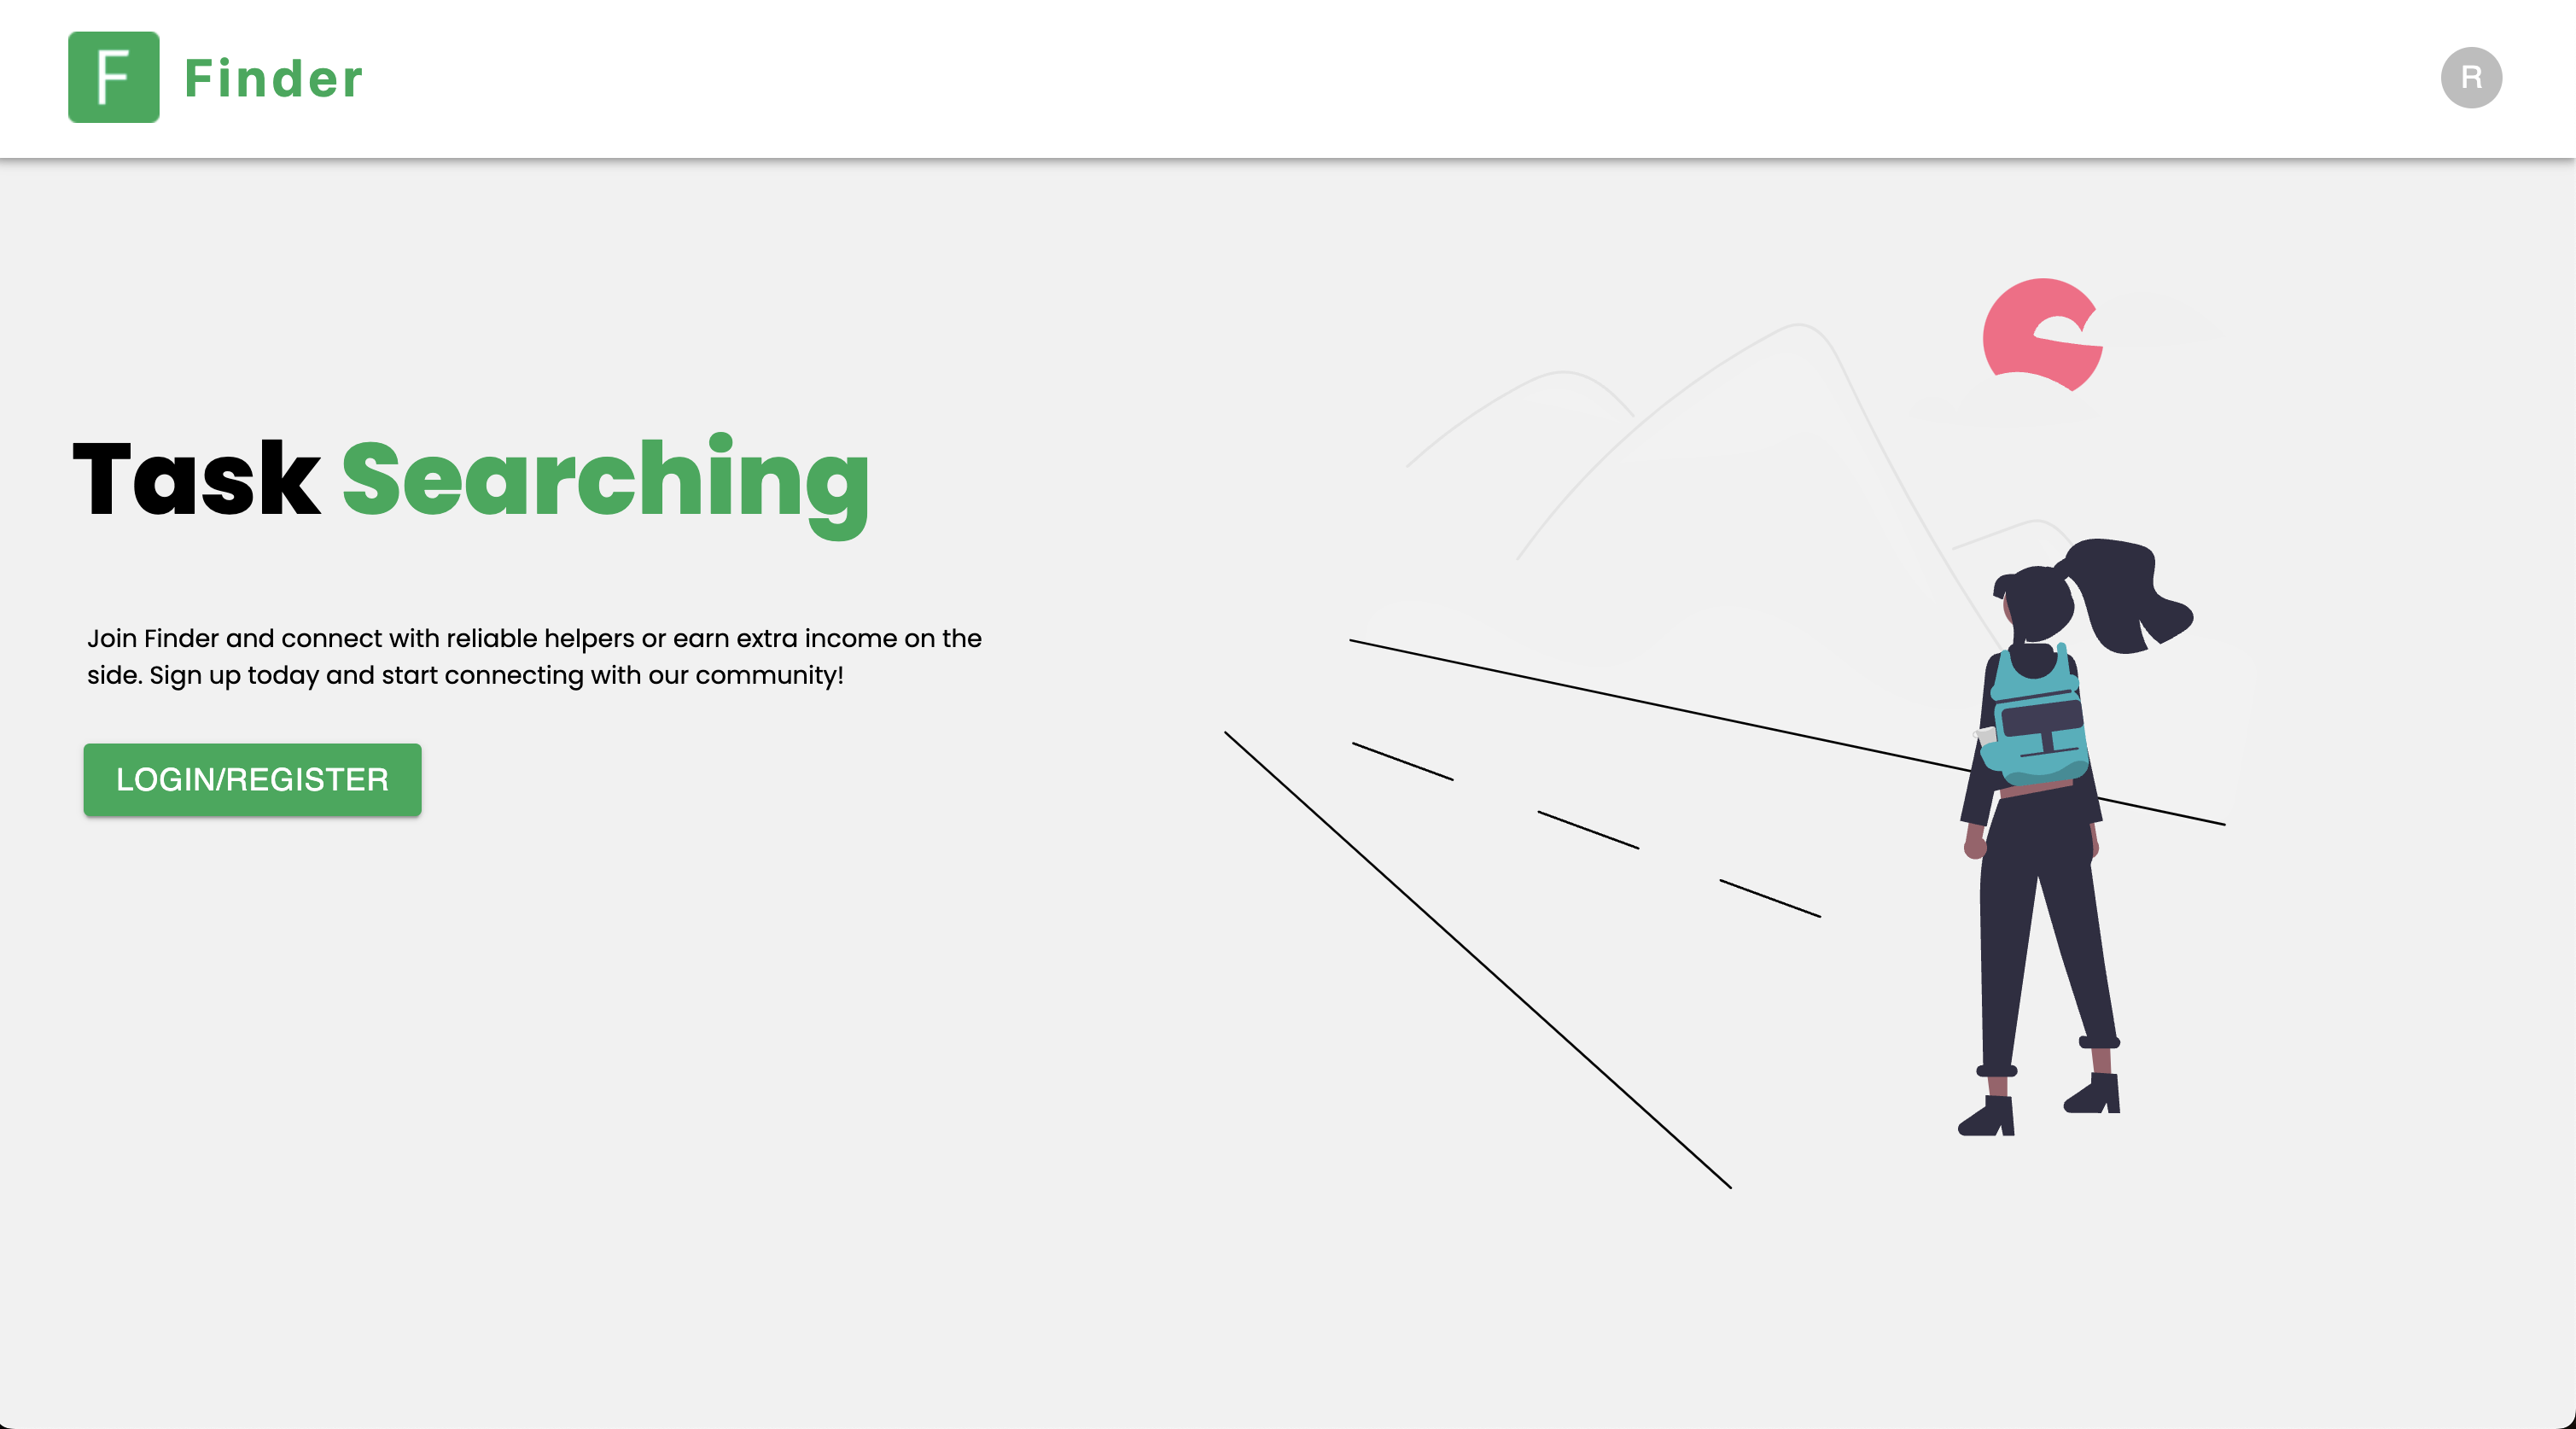 F Finder
R
Task Searching
Join Finder and connect with reliable helpers or earn extra income on the
side. Sign up today and start connecting with our community!
LOGIN/REGISTER